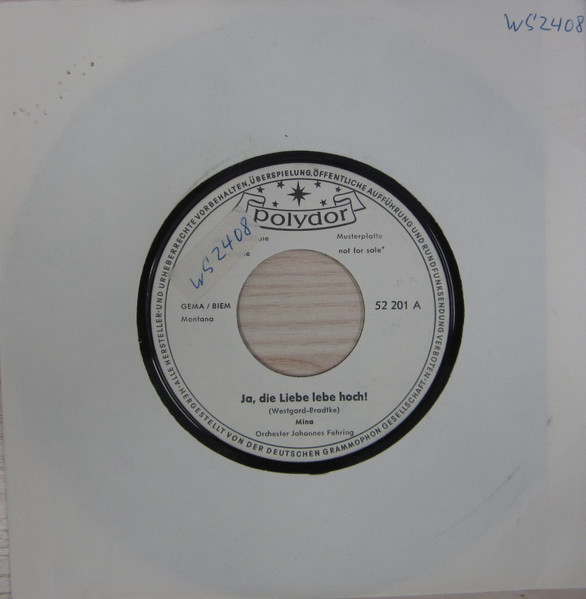 WS2408
ALLE HERSTELLER-UND URHEBERRECHTE VORBEHALTEN, ÜBERSPIELUNG, ÖFFENTLICHE AUFFÜHRUNG UND RUNDFUNKSENDUNG VERBOTEN·
polydor
Musterplatte
not for sale"
WS2408
GEMA / BIEM
Montana
52 201 A
Ja, die Liebe lebe hoch!
(Westgard-Bradtke)
Mina
Orchester Johannes Fehring
HERGESTELLT VON DER DEUTSCHEN GRAMMOPHON GESELLSCHAFT·